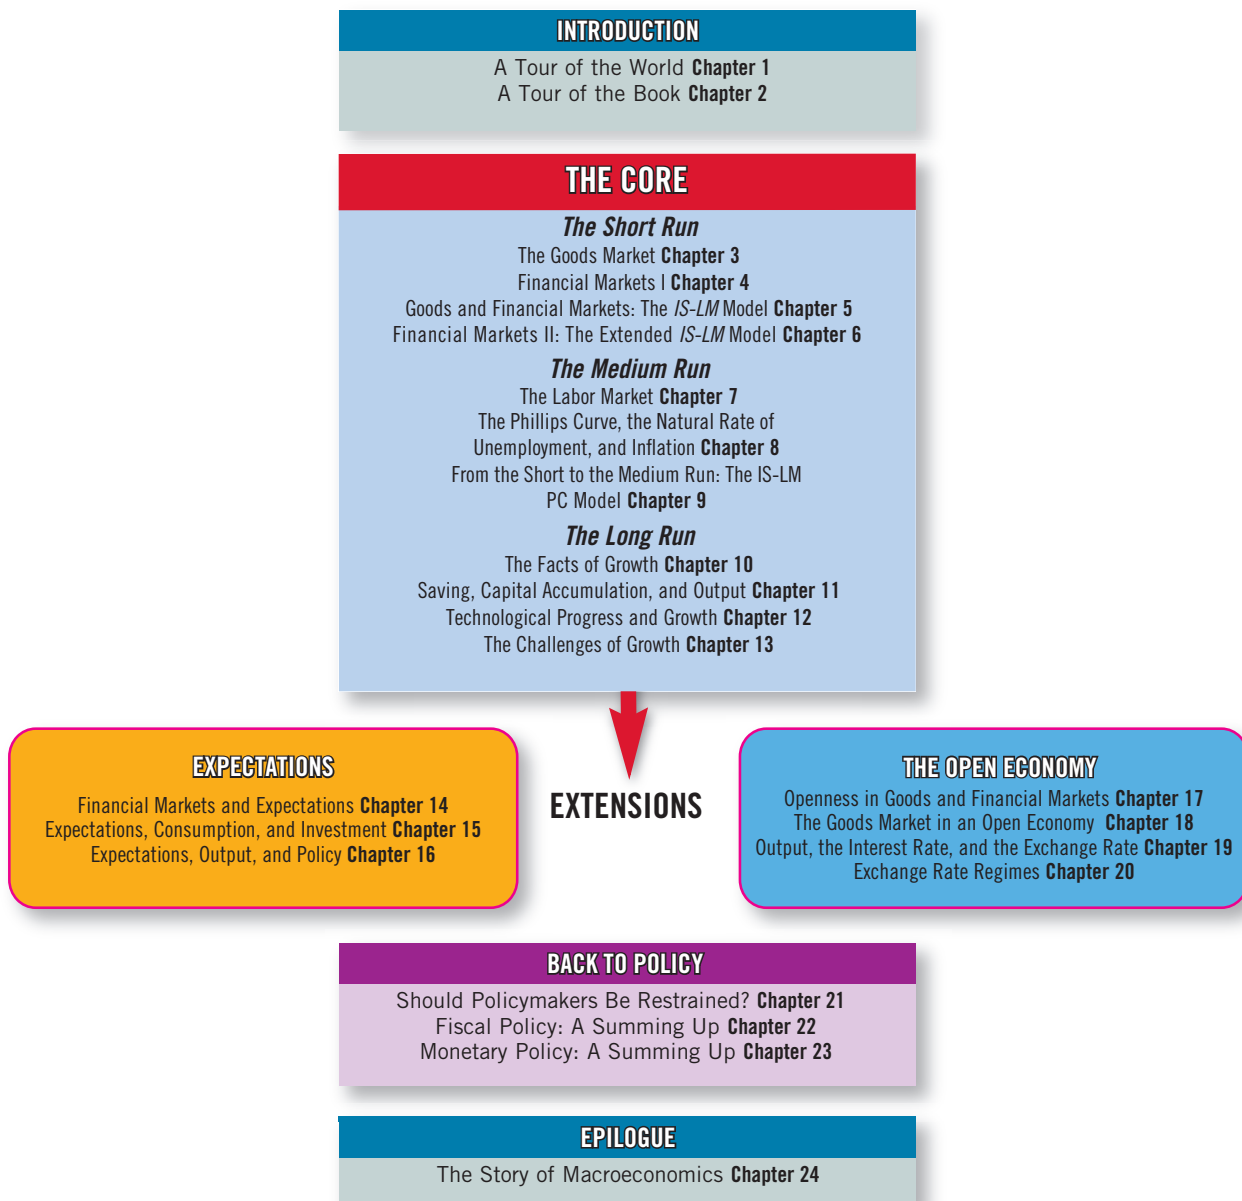 INTRODUCTION
A Tour of the World Chapter 1
A Tour of the Book Chapter 2
THE CORE
The Short Run
The Goods Market Chapter 3
Financial Markets I Chapter 4
Goods and Financial Markets: The IS-LM Model Chapter 5
Financial Markets II: The Extended IS-LM Model Chapter 6
The Medium Run
The Labor Market Chapter 7
The Phillips Curve, the Natural Rate of
Unemployment, and Inflation Chapter 8
From the Short to the Medium Run: The IS-LM
PC Model Chapter 9
The Long Run
The Facts of Growth Chapter 10
Saving, Capital Accumulation, and Output Chapter 11
Technological Progress and Growth Chapter 12
The Challenges of Growth Chapter 13
EXTENSIONS
EXPECTATIONS
Financial Markets and Expectations Chapter 14
Expectations, Consumption, and Investment Chapter 15
Expectations, Output, and Policy Chapter 16
THE OPEN ECONOMY
Openness in Goods and Financial Markets Chapter 17
The Goods Market in an Open Economy Chapter 18
Output, the Interest Rate, and the Exchange Rate Chapter 19
Exchange Rate Regimes Chapter 20
BACK TO POLICY
Should Policymakers Be Restrained? Chapter 21
Fiscal Policy: A Summing Up Chapter 22
Monetary Policy: A Summing Up Chapter 23
EPILOGUE
The Story of Macroeconomics Chapter 24